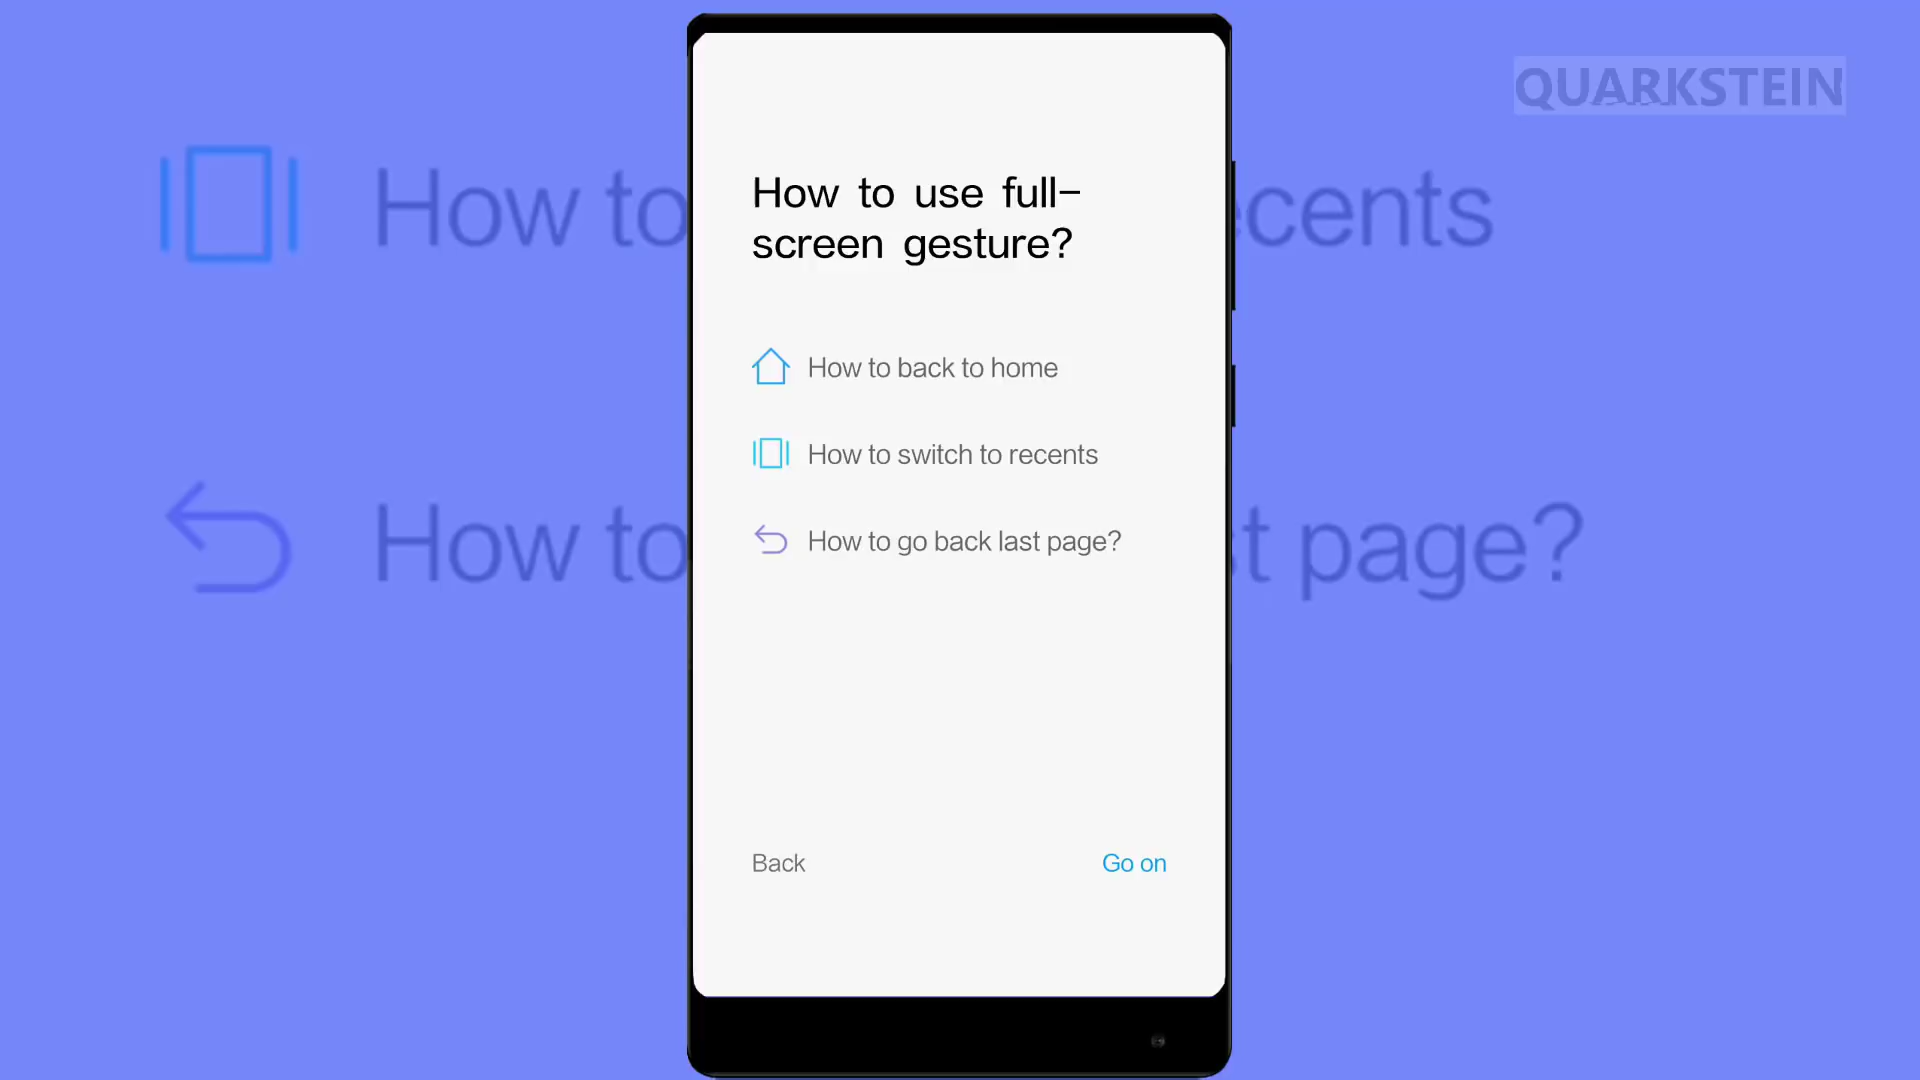 QUARKSTEIN
How to use full-
screen gesture?
How to back to home
How to switch to recents
How to go back last page?
Back
Go on
How to
ecents
How to
t page?